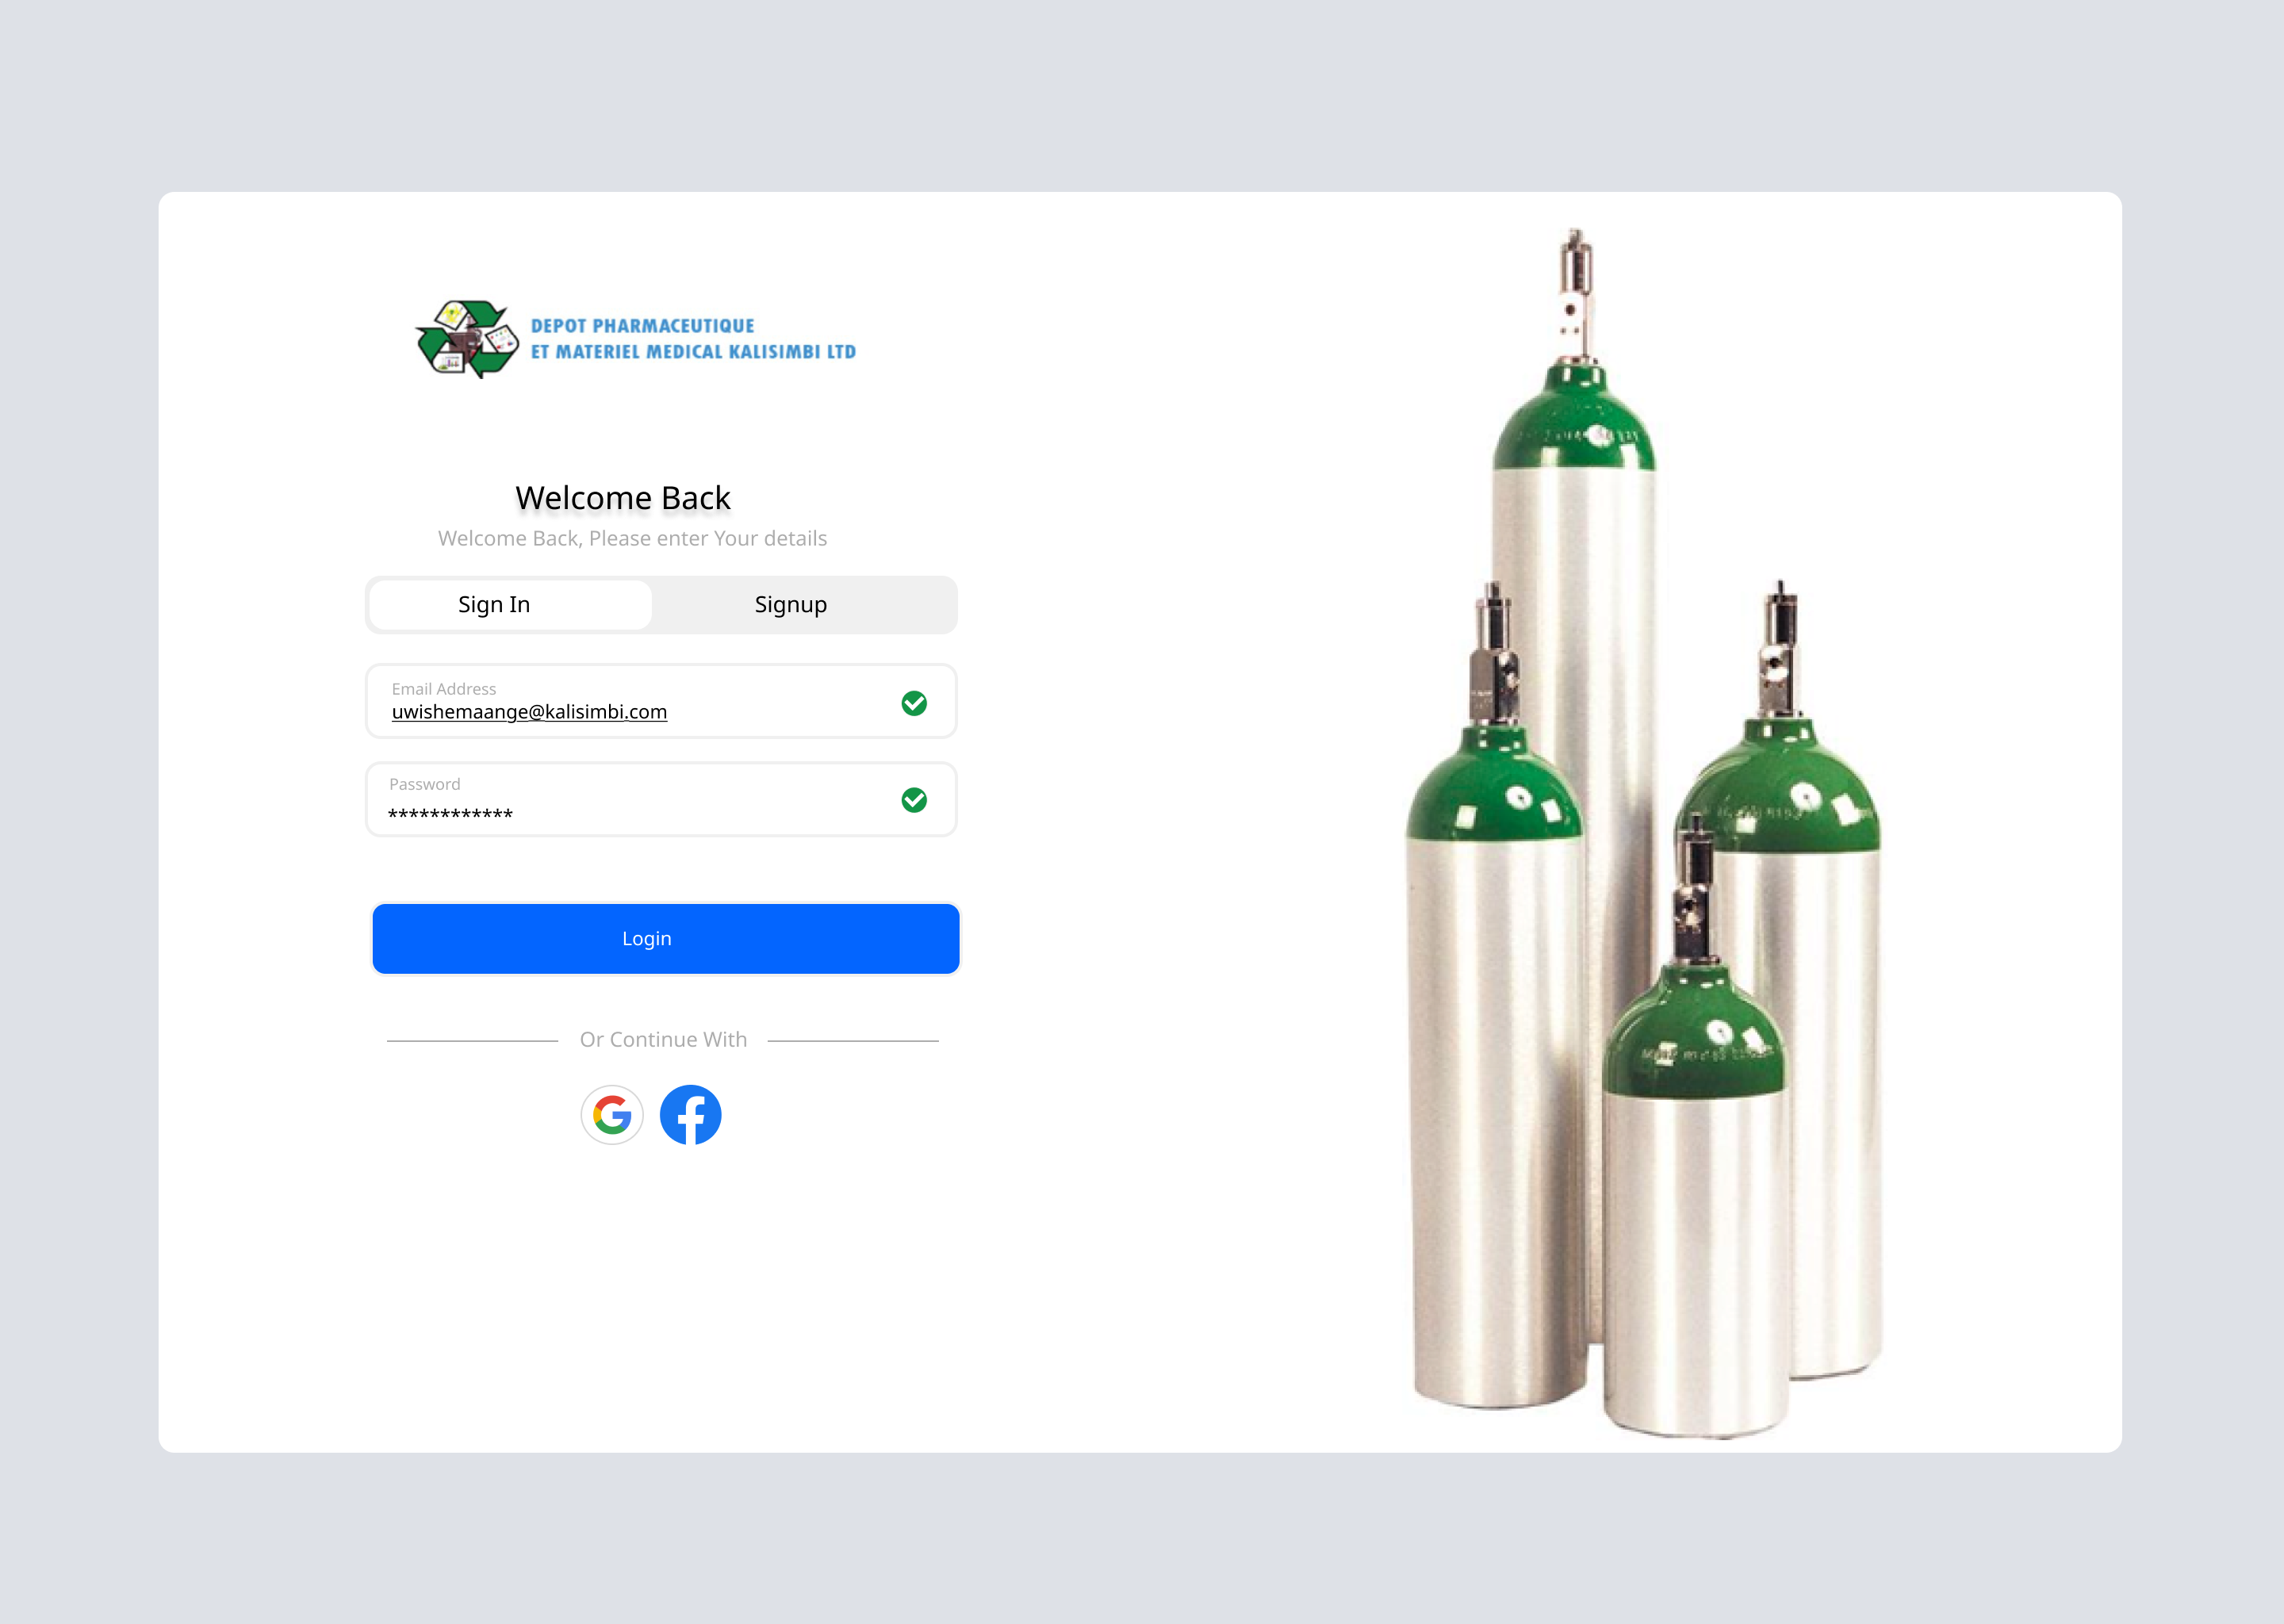 DEPOT PHARMACEUTIQUE
ET MATERIEL MEDICAL KALISIMBI LTD
Welcome Back
Welcome Back, Please enter Your details
Sign In
Signup
Email Address
uwishemaange@kalisimbi.com
Password
************
Login
Or Continue With